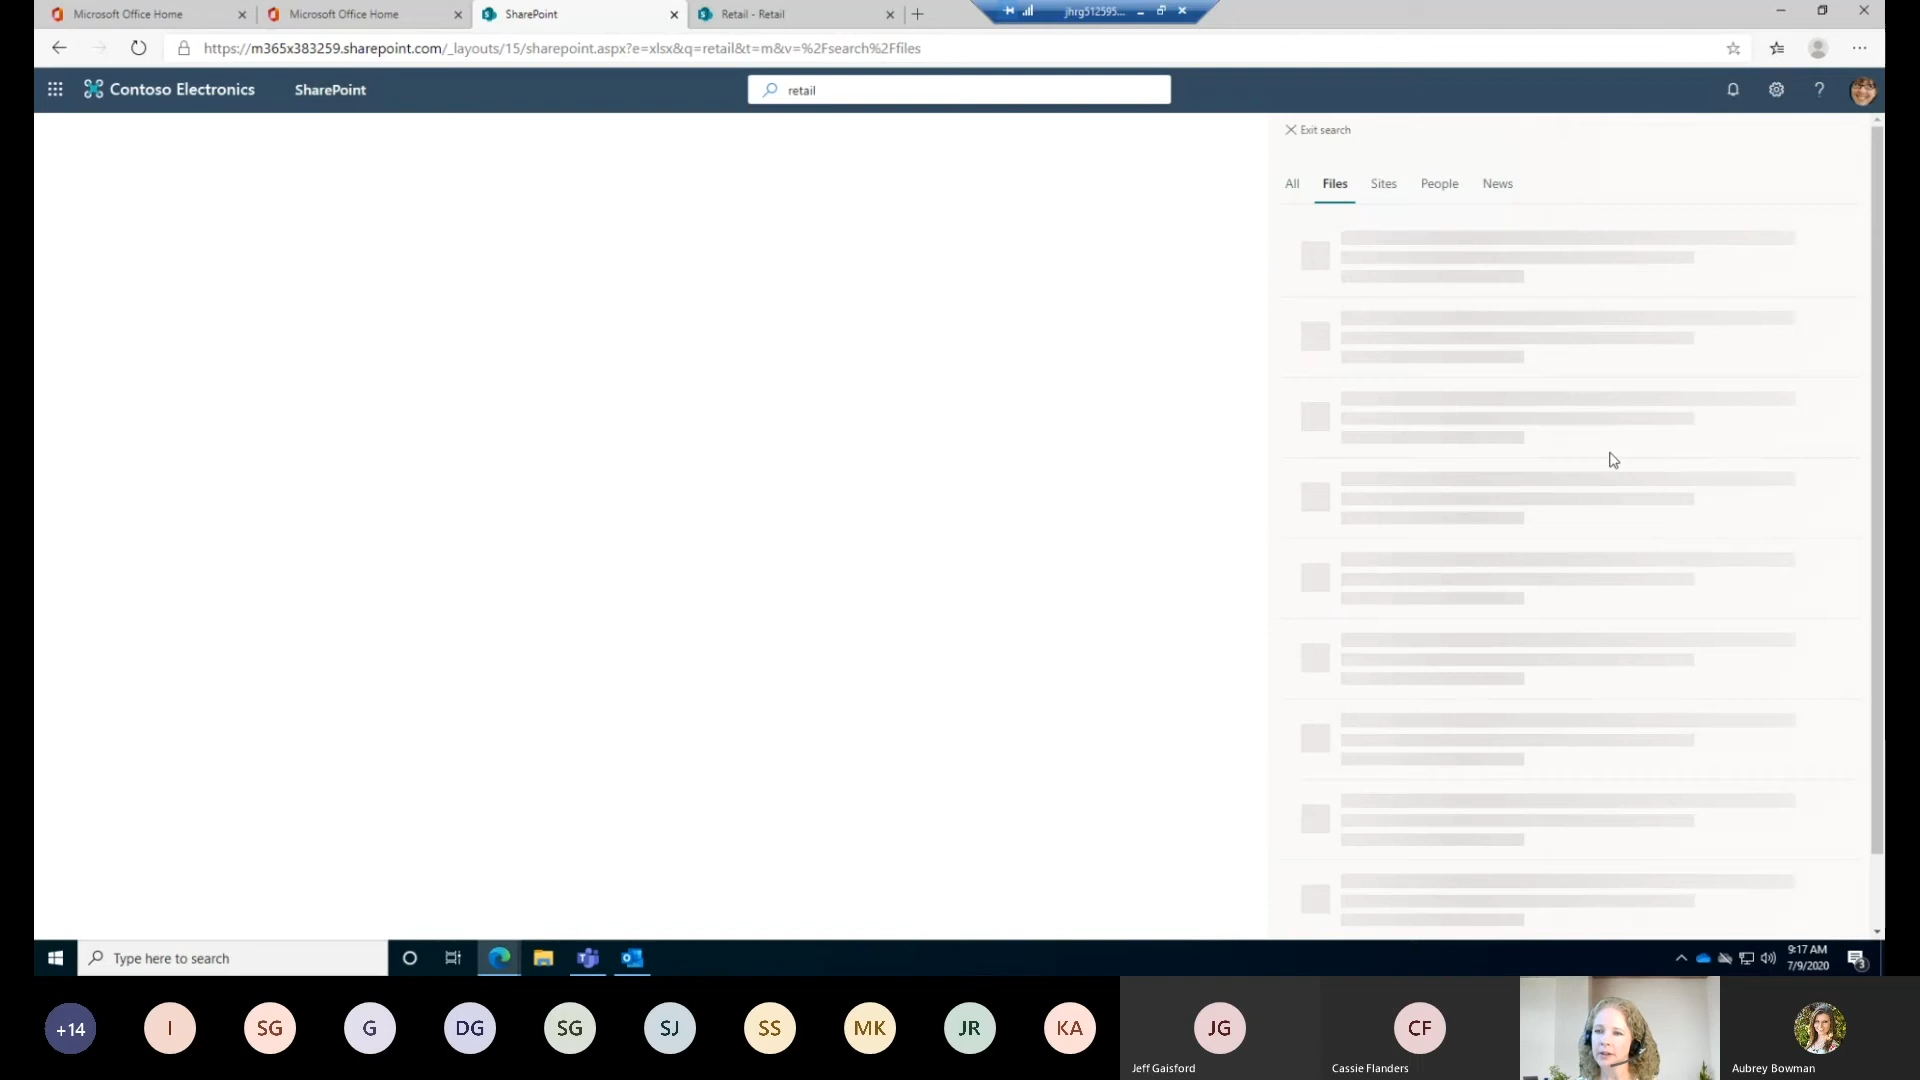 Microsoft Office Home
Microsoft Office Home
SharePoint
Retail - Retail
jhrg512595...
https://m365x383259.sharepoint.com/_layouts/15/sharepoint.aspx?e=xlsx&q=retail&t=m&v=%2Fsearch%2Ffiles
Contoso Electronics
SharePoint
retail
?
Exit search
All
Files
Sites
People
News
Type here to search
9:17 AM
7/9/2020
3
+14
I
SG
G
DG
SG
SJ
SS
MK
JR
KA
JG
Jeff Gaisford
CF
Cassie Flanders
Aubrey Bowman